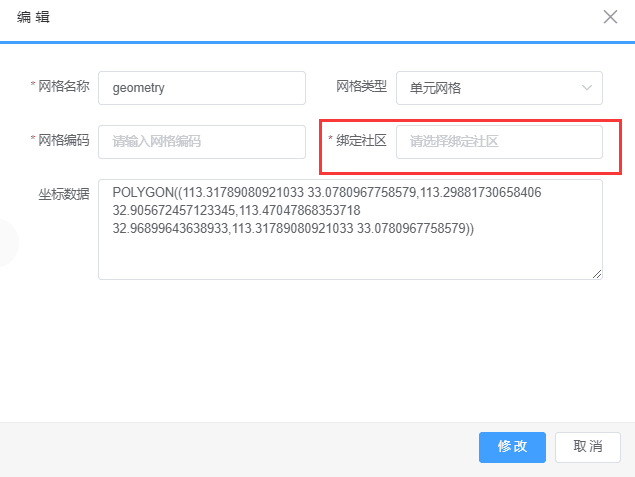 编 辑
* 网格名称 geometry 网格类型 单元网格
* 网格编码 请输入网格编码 * 绑定社区 请选择绑定社区
坐标数据 POLYGON((113.31789080921033 33.0780967758579,113.29881730658406
32.905672457123345,113.47047868353718
32.96899643638933,113.31789080921033 33.0780967758579))
修改 取消